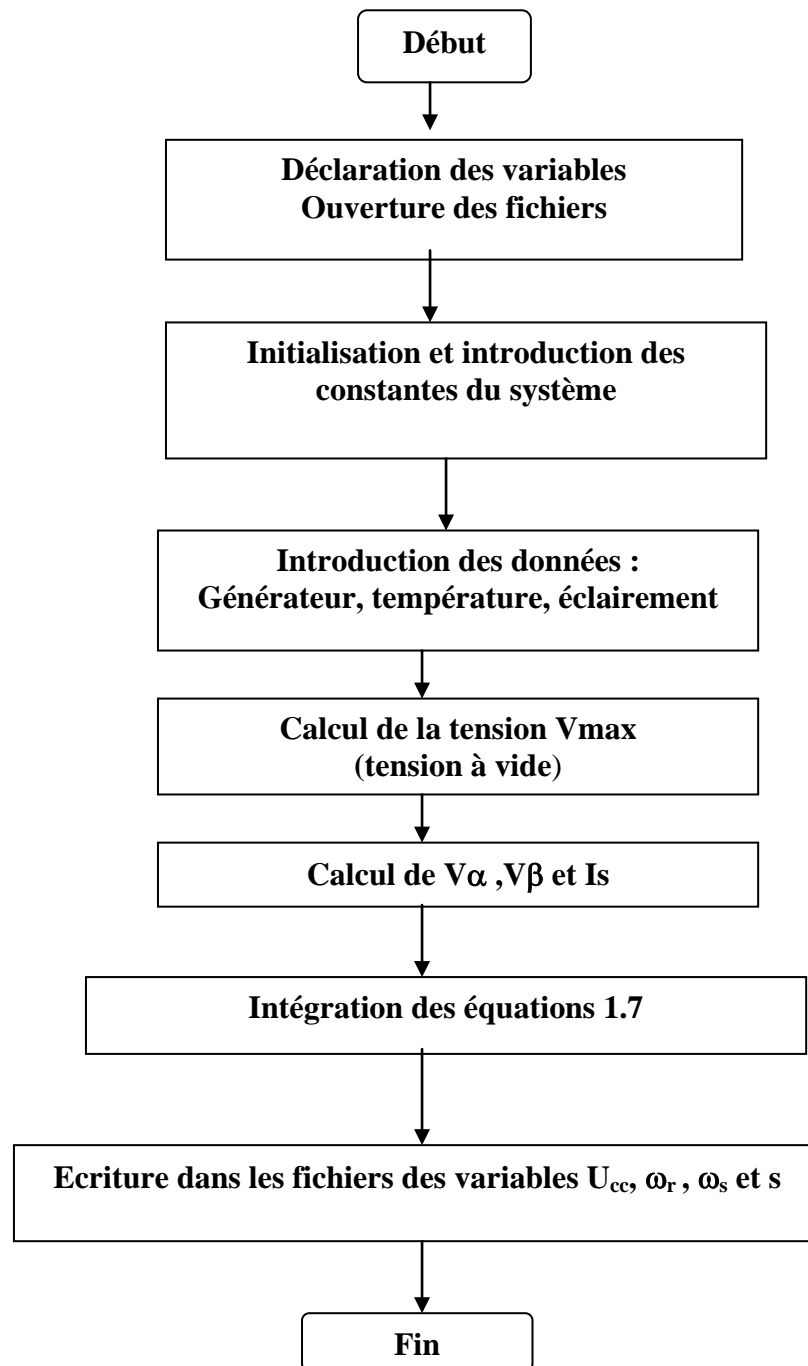 Début
Déclaration des variables
Ouverture des fichiers
Initialisation et introduction des
constantes du système
Introduction des données :
Générateur, température, éclairement
Calcul de la tension Vmax
(tension à vide)
Calcul de Vα ,Vβ et Is
Intégration des équations 1.7
Ecriture dans les fichiers des variables Ucc, ωr , ωs et s
Fin